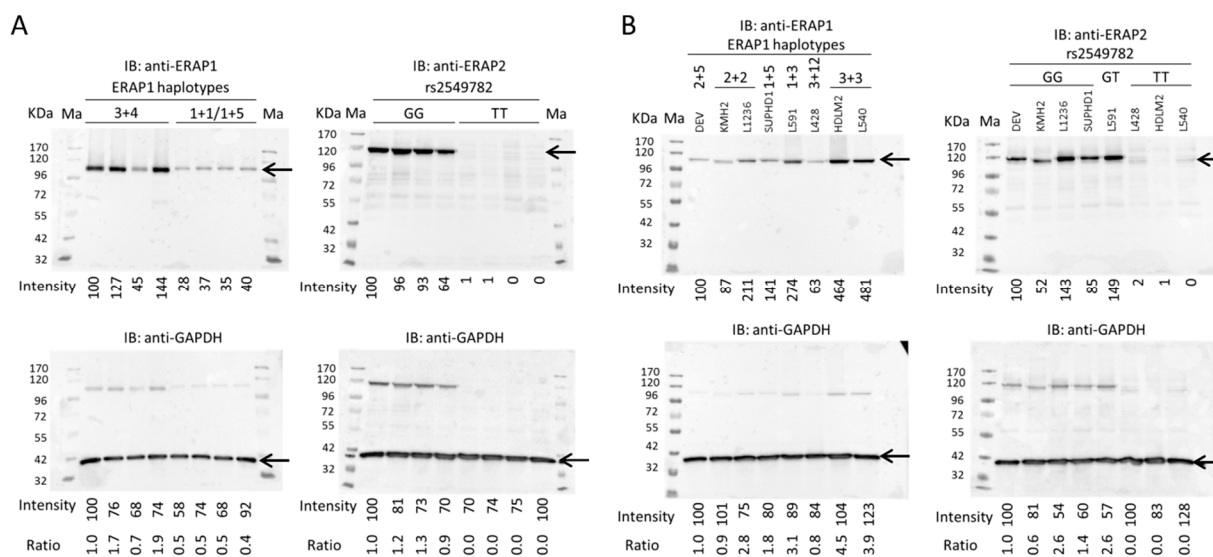 A
IB: anti-ERAP1
ERAP1 haplotypes
KDa Ma 3+4 1+1/1+5 Ma
170
120
96
72
55
42
32
Intensity 100 127 45 144 28 37 35 40
IB: anti-ERAP2
rs2549782
KDa Ma GG TT Ma
170
120
96
72
55
42
32
100 96 93 64 1 1 0 0
IB: anti-GAPDH
170
120
96
72
55
42
32
Intensity 100 76 68 74 58 74 68 92
Ratio 1.0 1.7 0.7 1.9 0.5 0.5 0.5 0.4
IB: anti-GAPDH
170
120
96
72
55
42
32
100 81 73 70 70 74 75 100
1.0 1.2 1.3 0.9 0.0 0.0 0.0 0.0
B
IB: anti-ERAP1
ERAP1 haplotypes
2+5 2+2 1+5 1+3 3+12 3+3
KDa Ma DEV KMH2 L1236 SUPHD1 L591 L428 HDLM2 L540
170
120
96
72
55
42
32
Intensity 100 87 211 141 274 63 464 481
IB: anti-ERAP2
rs2549782
GG GT TT
KDa Ma DEV KMH2 L1236 SUPHD1 L591 L428 HDLM2 L540
170
120
96
72
55
42
32
100 52 143 85 149 2 1 0
IB: anti-GAPDH
170
120
96
72
55
42
32
Intensity 100 101 75 80 89 84 104 123
Ratio 1.0 0.9 2.8 1.8 3.1 0.8 4.5 3.9
IB: anti-GAPDH
170
120
96
72
55
42
32
100 81 54 60 57 100 83 128
1.0 0.6 2.6 1.4 2.6 0.0 0.0 0.0